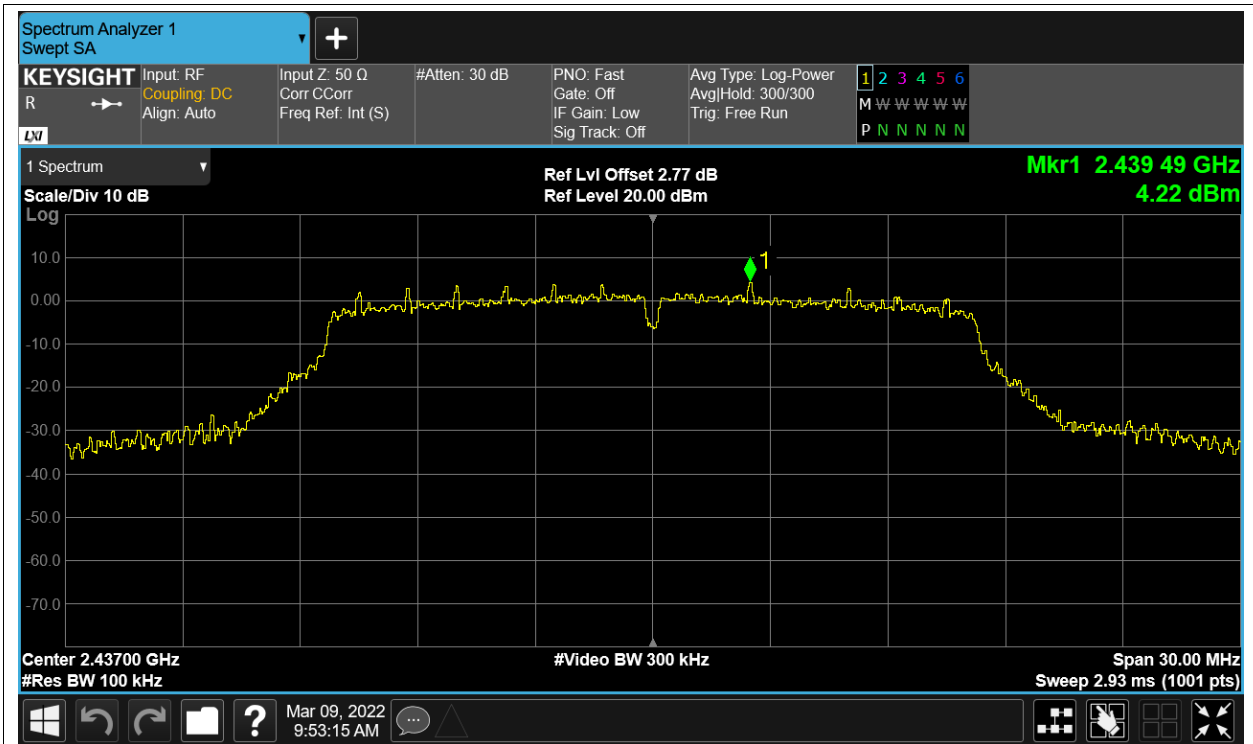 Spectrum Analyzer 1
Swept SA
KEYSIGHT
R
LXI
Input: RF
Coupling: DC
Align: Auto
Input Z: 50 Ω
Corr CCorr
Freq Ref: Int (S)
#Atten: 30 dB
PNO: Fast
Gate: Off
IF Gain: Low
Sig Track: Off
Avg Type: Log-Power
Avg|Hold: 300/300
Trig: Free Run
1 2 3 4 5 6
M W W W W W
P N N N N N
1 Spectrum
Scale/Div 10 dB
Log
Ref Lvl Offset 2.77 dB
Ref Level 20.00 dBm
Mkr1 2.439 49 GHz
4.22 dBm
1
10.0
0.00
-10.0
-20.0
-30.0
-40.0
-50.0
-60.0
-70.0
Center 2.43700 GHz
#Res BW 100 kHz
#Video BW 300 kHz
Span 30.00 MHz
Sweep 2.93 ms (1001 pts)
?
Mar 09, 2022
9:53:15 AM